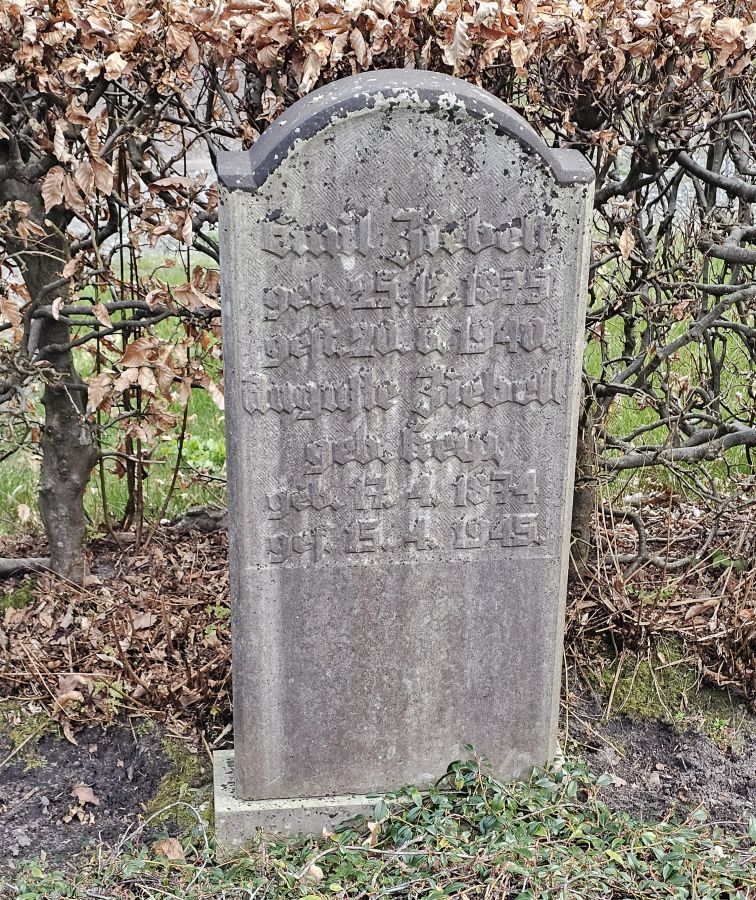 Emil Ziebell
geb. 25. 12. 1875
gest. 20. 6. 1940.
Auguste Ziebell
geb.
geb. 17. 4. 1874
gest. 15. 4. 1945.